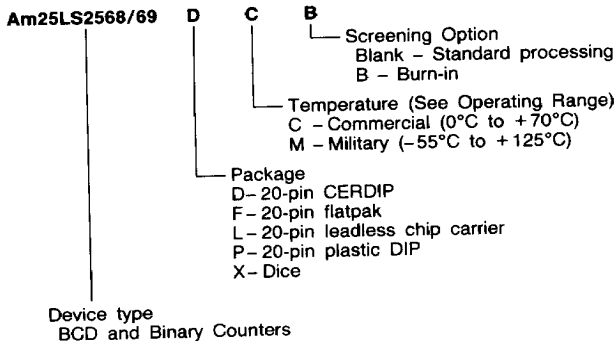 Am25LS2568/69 D C B
Screening Option
Blank – Standard processing
B – Burn-in
Temperature (See Operating Range)
C – Commercial (0°C to +70°C)
M – Military (–55°C to +125°C)
Package
D– 20-pin CERDIP
F – 20-pin flatpak
L – 20-pin leadless chip carrier
P – 20-pin plastic DIP
X – Dice
Device type
BCD and Binary Counters